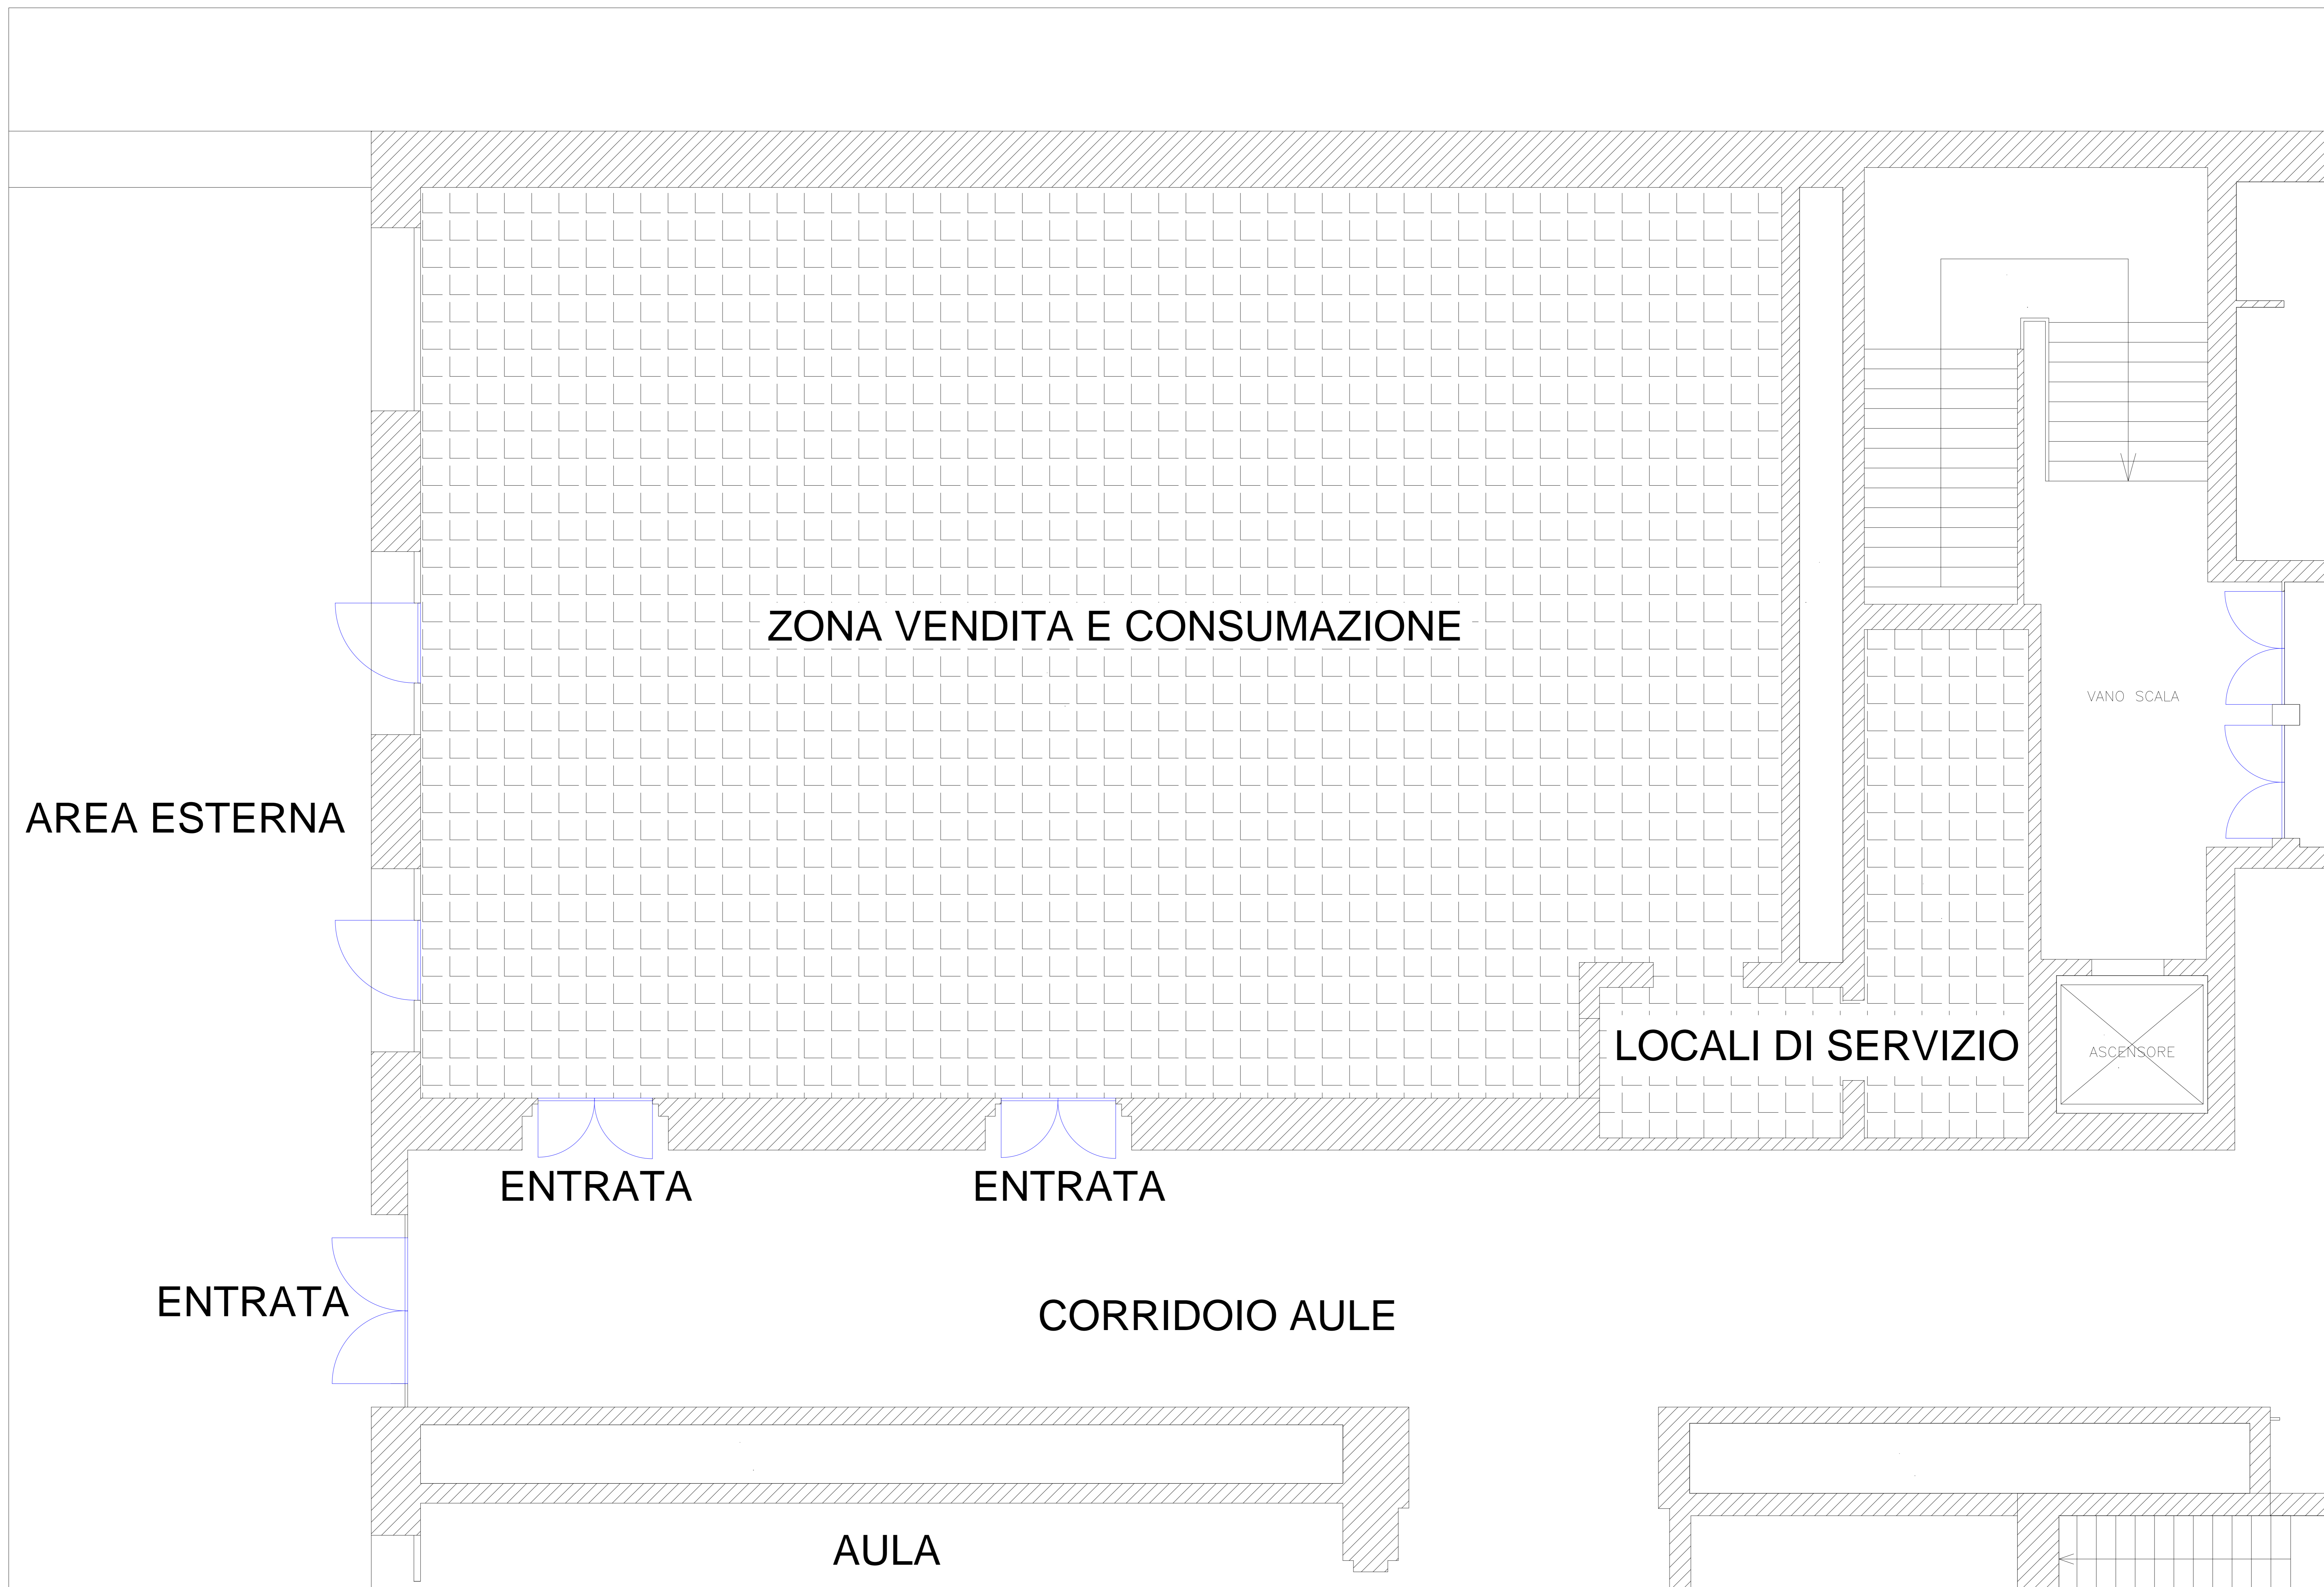 ZONA VENDITA E CONSUMAZIONE
VANO SCALA
AREA ESTERNA
LOCALI DI SERVIZIO
ASCENSORE
ENTRATA
ENTRATA
ENTRATA
CORRIDOIO AULE
AULA